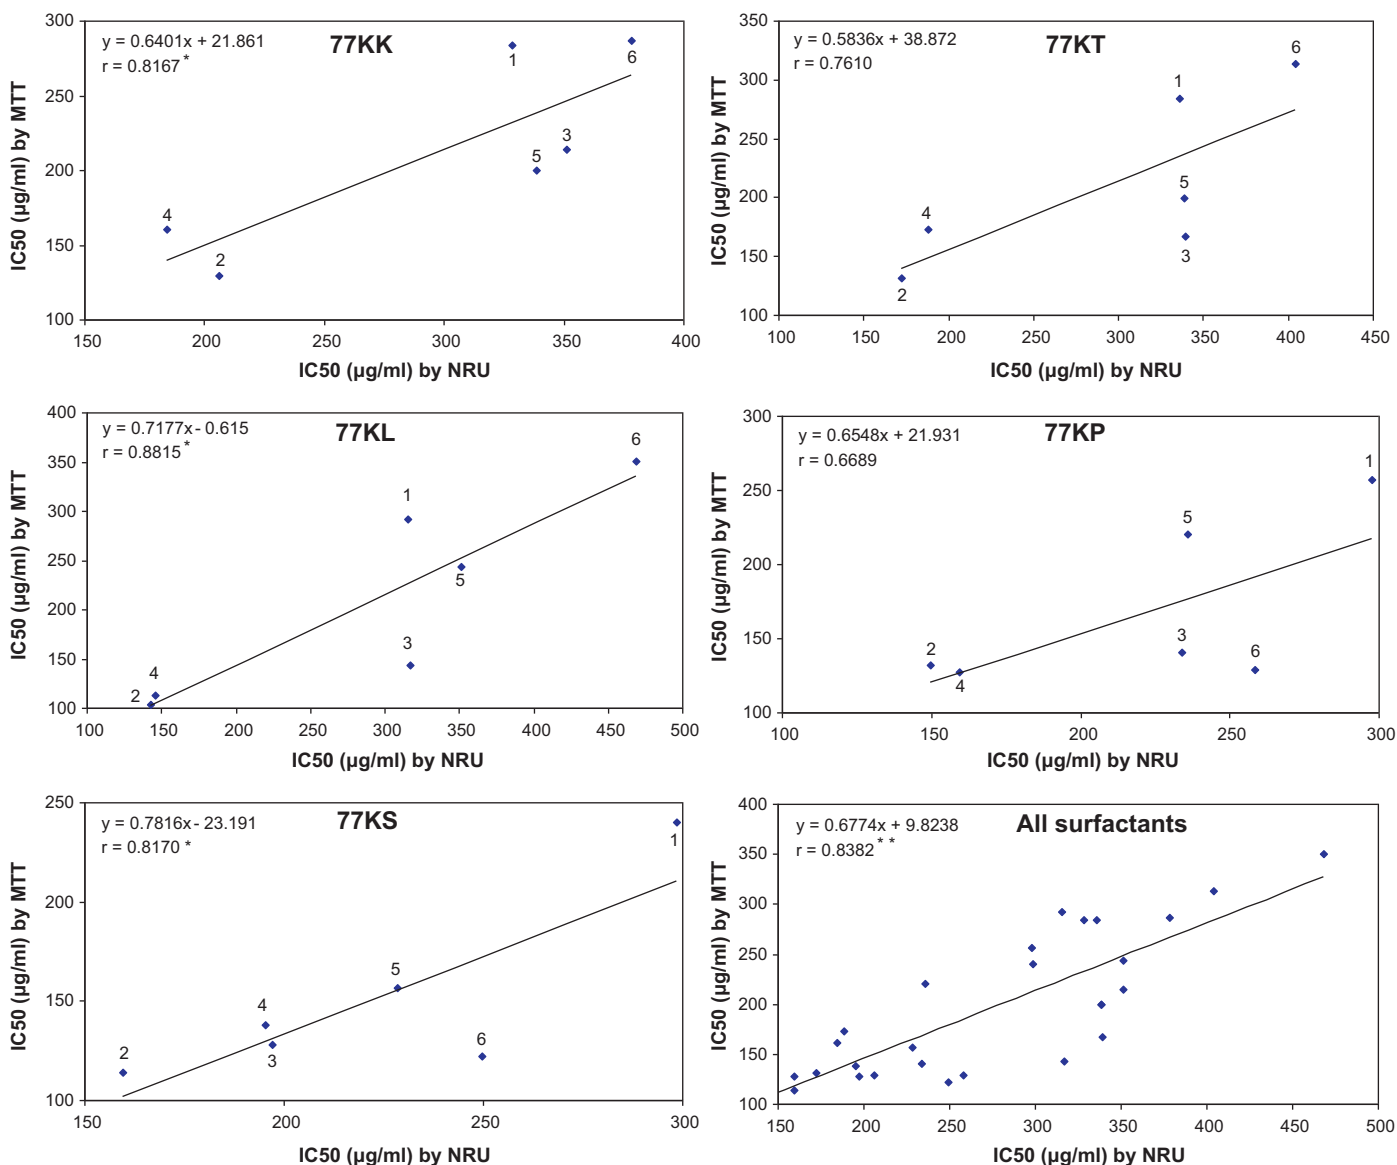 77KK
y = 0.6401x + 21.861
r = 0.8167 *
IC50 (µg/ml) by MTT
300
250
200
150
100
1
6
3
5
4
2
150 200 250 300 350 400
IC50 (µg/ml) by NRU
77KT
y = 0.5836x + 38.872
r = 0.7610
IC50 (µg/ml) by MTT
350
300
250
200
150
100
6
1
5
4
3
2
100 150 200 250 300 350 400 450
IC50 (µg/ml) by NRU
77KL
y = 0.7177x - 0.615
r = 0.8815 *
IC50 (µg/ml) by MTT
400
350
300
250
200
150
100
6
1
5
3
4
2
100 150 200 250 300 350 400 450 500
IC50 (µg/ml) by NRU
77KP
y = 0.6548x + 21.931
r = 0.6689
IC50 (µg/ml) by MTT
300
250
200
150
100
1
5
3
2
6
4
100 150 200 250 300
IC50 (µg/ml) by NRU
77KS
y = 0.7816x - 23.191
r = 0.8170 *
IC50 (µg/ml) by MTT
250
200
150
100
1
5
4
3
6
2
150 200 250 300
IC50 (µg/ml) by NRU
All surfactants
y = 0.6774x + 9.8238
r = 0.8382 * *
IC50 (µg/ml) by MTT
400
350
300
250
200
150
100
150 200 250 300 350 400 450 500
IC50 (µg/ml) by NRU